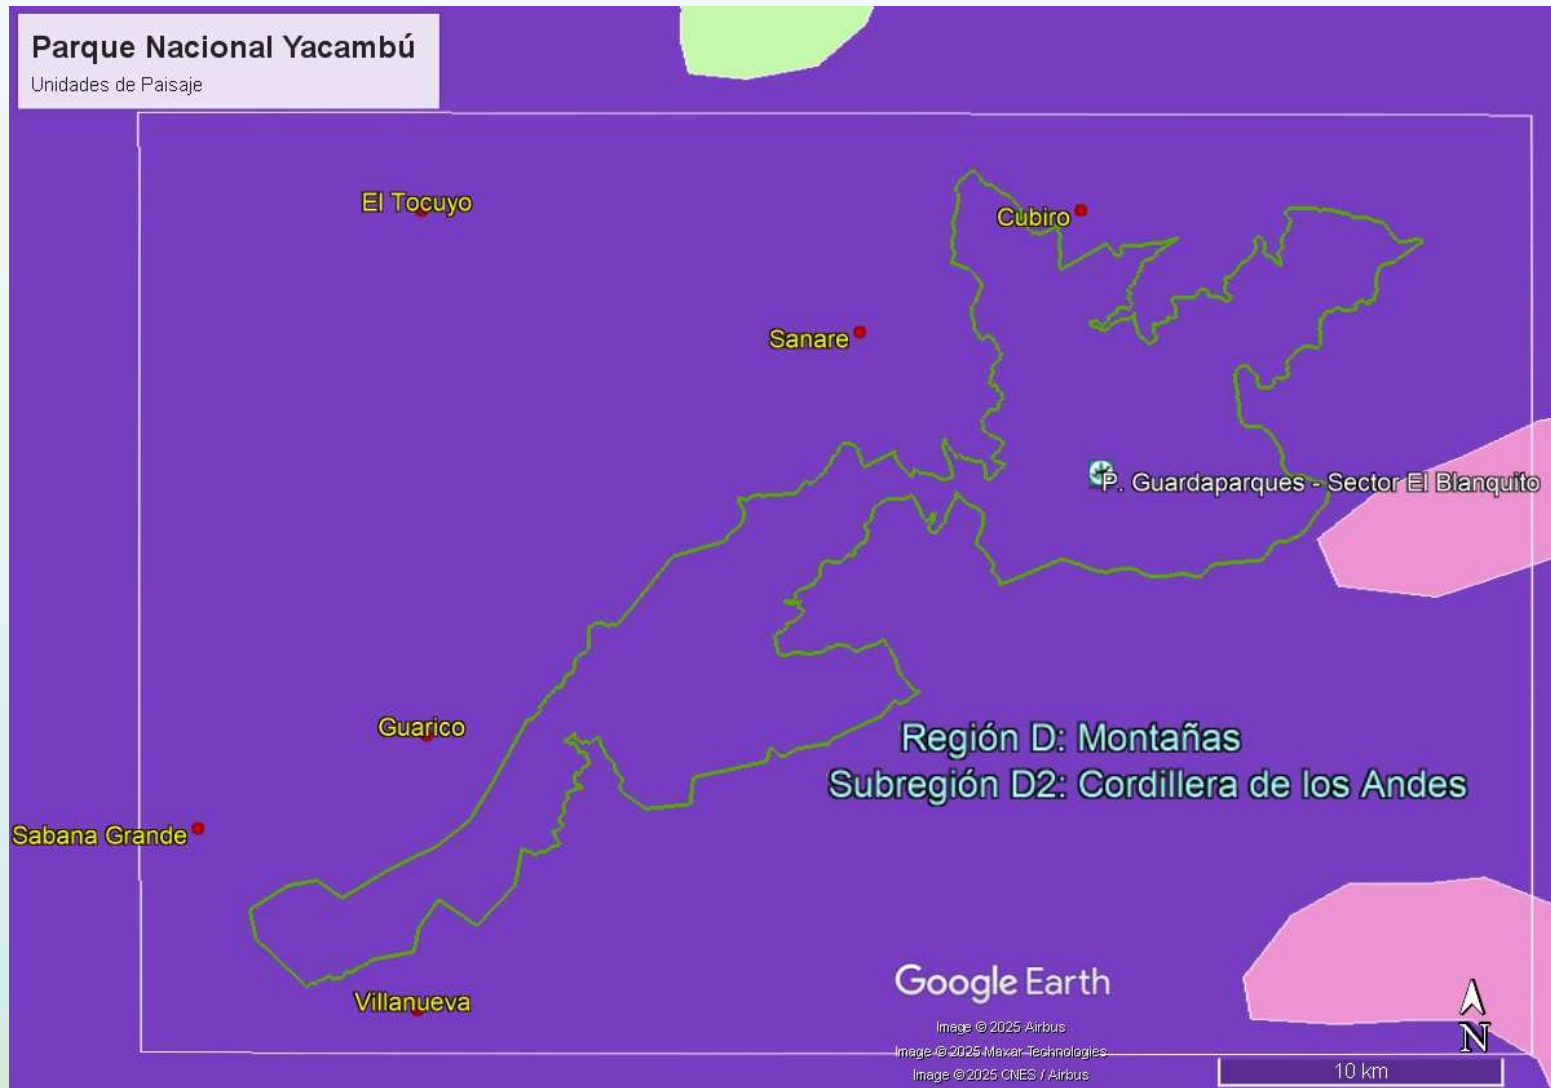 Parque Nacional Yacambú
Unidades de Paisaje
El Tocuyo
Cubiro
Sanare
P. Guardaparques - Sector El Blanquito
Guarico
Región D: Montañas
Subregión D2: Cordillera de los Andes
Sabana Grande
Villanueva
Google Earth
Image © 2025 Airbus
Image © 2025 Maxar Technologies
Image © 2025 CNES / Airbus
N
10 km